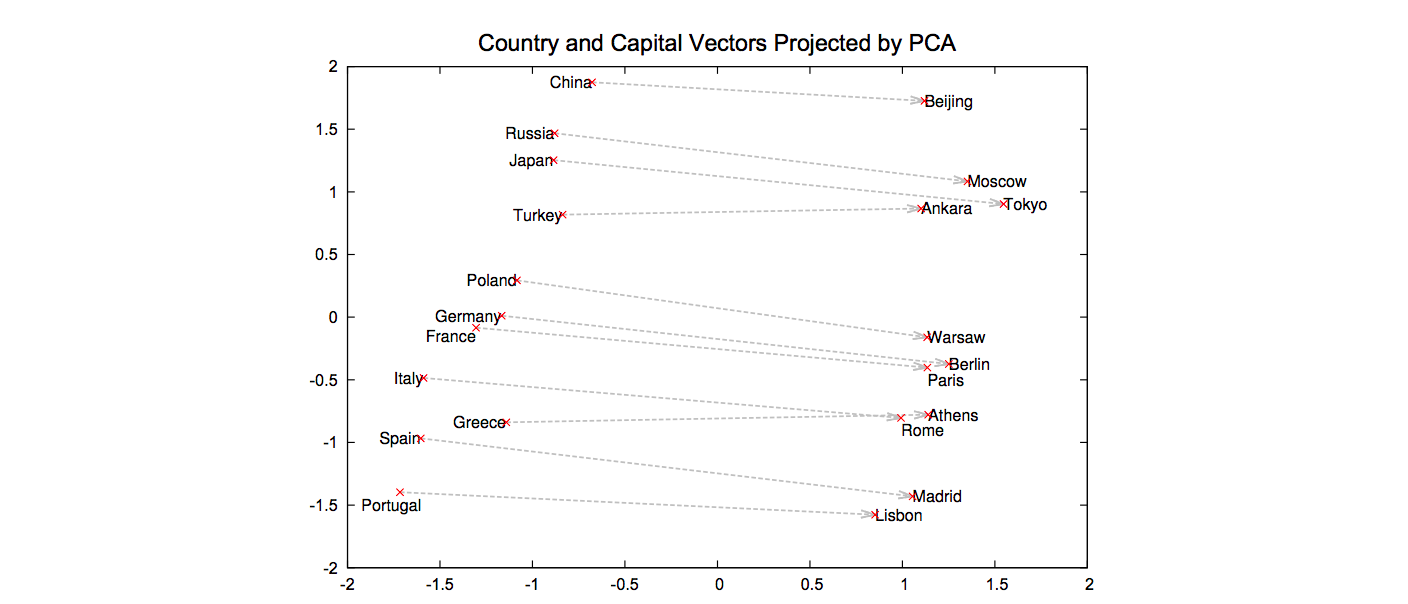 Country and Capital Vectors Projected by PCA
2
China
Beijing
1.5
Russia
Japan
Moscow
1
Turkey
Ankara
Tokyo
0.5
Poland
0
Germany
France
Warsaw
Berlin
-0.5
Italy
Paris
Greece
Athens
Rome
-1
Spain
Madrid
-1.5
Portugal
Lisbon
-2
-2 -1.5 -1 -0.5 0 0.5 1 1.5 2